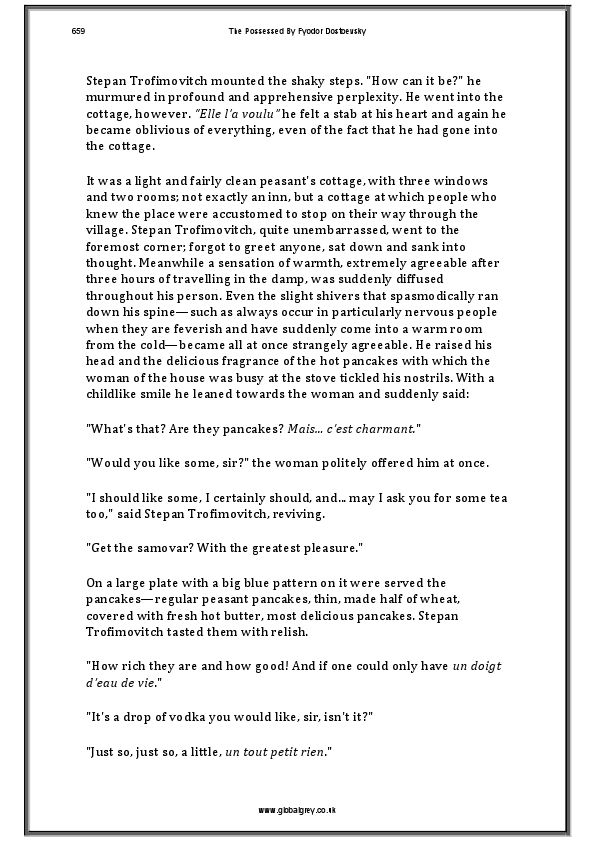 659
The Possessed By Fyodor Dostoevsky
Stepan Trofimovitch mounted the shaky steps. "How can it be?" he
murmured in profound and apprehensive perplexity. He went into the
cottage, however. "Elle l'a voulu" he felt a stab at his heart and again he
became oblivious of everything, even of the fact that he had gone into
the cottage.
It was a light and fairly clean peasant's cottage, with three windows
and two rooms; not exactly an inn, but a cottage at which people who
knew the place were accustomed to stop on their way through the
village. Stepan Trofimovitch, quite unembarrassed, went to the
foremost corner; forgot to greet anyone, sat down and sank into
thought. Meanwhile a sensation of warmth, extremely agreeable after
three hours of travelling in the damp, was suddenly diffused
throughout his person. Even the slight shivers that spasmodically ran
down his spine—such as always occur in particularly nervous people
when they are feverish and have suddenly come into a warm room
from the cold—became all at once strangely agreeable. He raised his
head and the delicious fragrance of the hot pancakes with which the
woman of the house was busy at the stove tickled his nostrils. With a
childlike smile he leaned towards the woman and suddenly said:
"What's that? Are they pancakes? Mais... c'est charmant."
"Would you like some, sir?" the woman politely offered him at once.
"I should like some, I certainly should, and... may I ask you for some tea
too," said Stepan Trofimovitch, reviving.
"Get the samovar? With the greatest pleasure."
On a large plate with a big blue pattern on it were served the
pancakes—regular peasant pancakes, thin, made half of wheat,
covered with fresh hot butter, most delicious pancakes. Stepan
Trofimovitch tasted them with relish.
"How rich they are and how good! And if one could only have un doigt
d'eau de vie."
"It's a drop of vodka you would like, sir, isn't it?"
"Just so, just so, a little, un tout petit rien."
www.globalgrey.co.uk